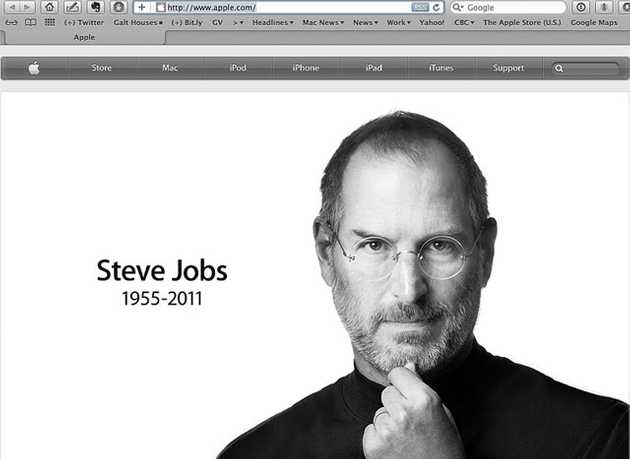 http://www.apple.com/ RSS Google
(+) Twitter Galt Houses (+) Bit.ly GV > Headlines Mac News News Work Yahoo! CBC The Apple Store (U.S.) Google Maps
Apple
Store Mac iPod iPhone iPad iTunes Support
Steve Jobs
1955-2011